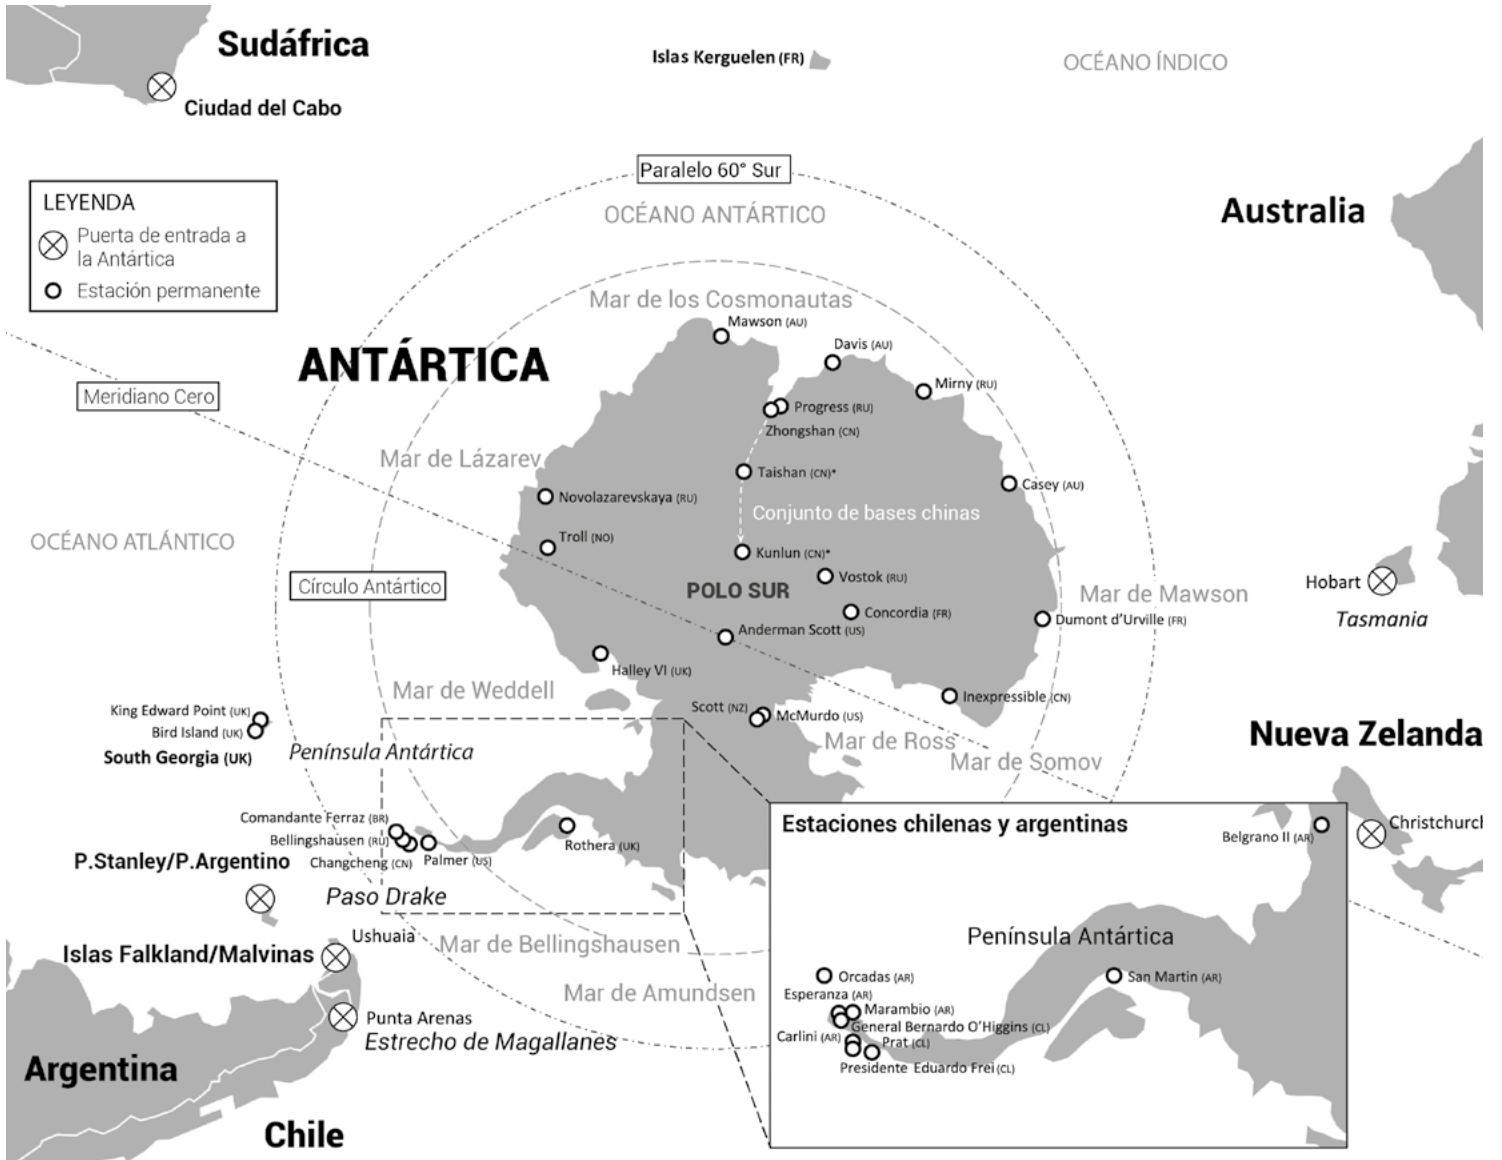 Sudáfrica
Ciudad del Cabo
Islas Kerguelen (FR)
OCÉANO ÍNDICO
Paralelo 60° Sur
LEYENDA
Puerta de entrada a
la Antártica
Estación permanente
OCÉANO ANTÁRTICO
Australia
Mar de los Cosmonautas
Mawson (AU)
Davis (AU)
ANTÁRTICA
Mirny (RU)
Meridiano Cero
Progress (RU)
Zhongshan (CN)
Mar de Lázarev
Taishan (CN)*
Casey (AU)
Novolazarevskaya (RU)
Conjunto de bases chinas
OCÉANO ATLÁNTICO
Troll (NO)
Kunlun (CN)*
Vostok (RU)
Círculo Antártico
POLO SUR
Hobart
Mar de Mawson
Concordia (FR)
Tasmania
Dumont d'Urville (FR)
Anderman Scott (US)
Halley VI (UK)
Mar de Weddell
Inexpressible (CN)
King Edward Point (UK)
Bird Island (UK)
South Georgia (UK)
Scott (NZ)
McMurdo (US)
Nueva Zelanda
Península Antártica
Mar de Ross
Mar de Somov
Comandante Ferraz (BR)
Bellingshausen (RU)
Changcheng (CN)
Palmer (US)
Rothera (UK)
P.Stanley/P.Argentino
Paso Drake
Christchurch
Estaciones chilenas y argentinas
Belgrano II (AR)
Ushuaia
Islas Falkland/Malvinas
Mar de Bellingshausen
Península Antártica
Mar de Amundsen
Orcadas (AR)
San Martin (AR)
Esperanza (AR)
Marambio (AR)
General Bernardo O'Higgins (CL)
Carlini (AR)
Prat (CL)
Presidente Eduardo Frei (CL)
Punta Arenas
Estrecho de Magallanes
Argentina
Chile